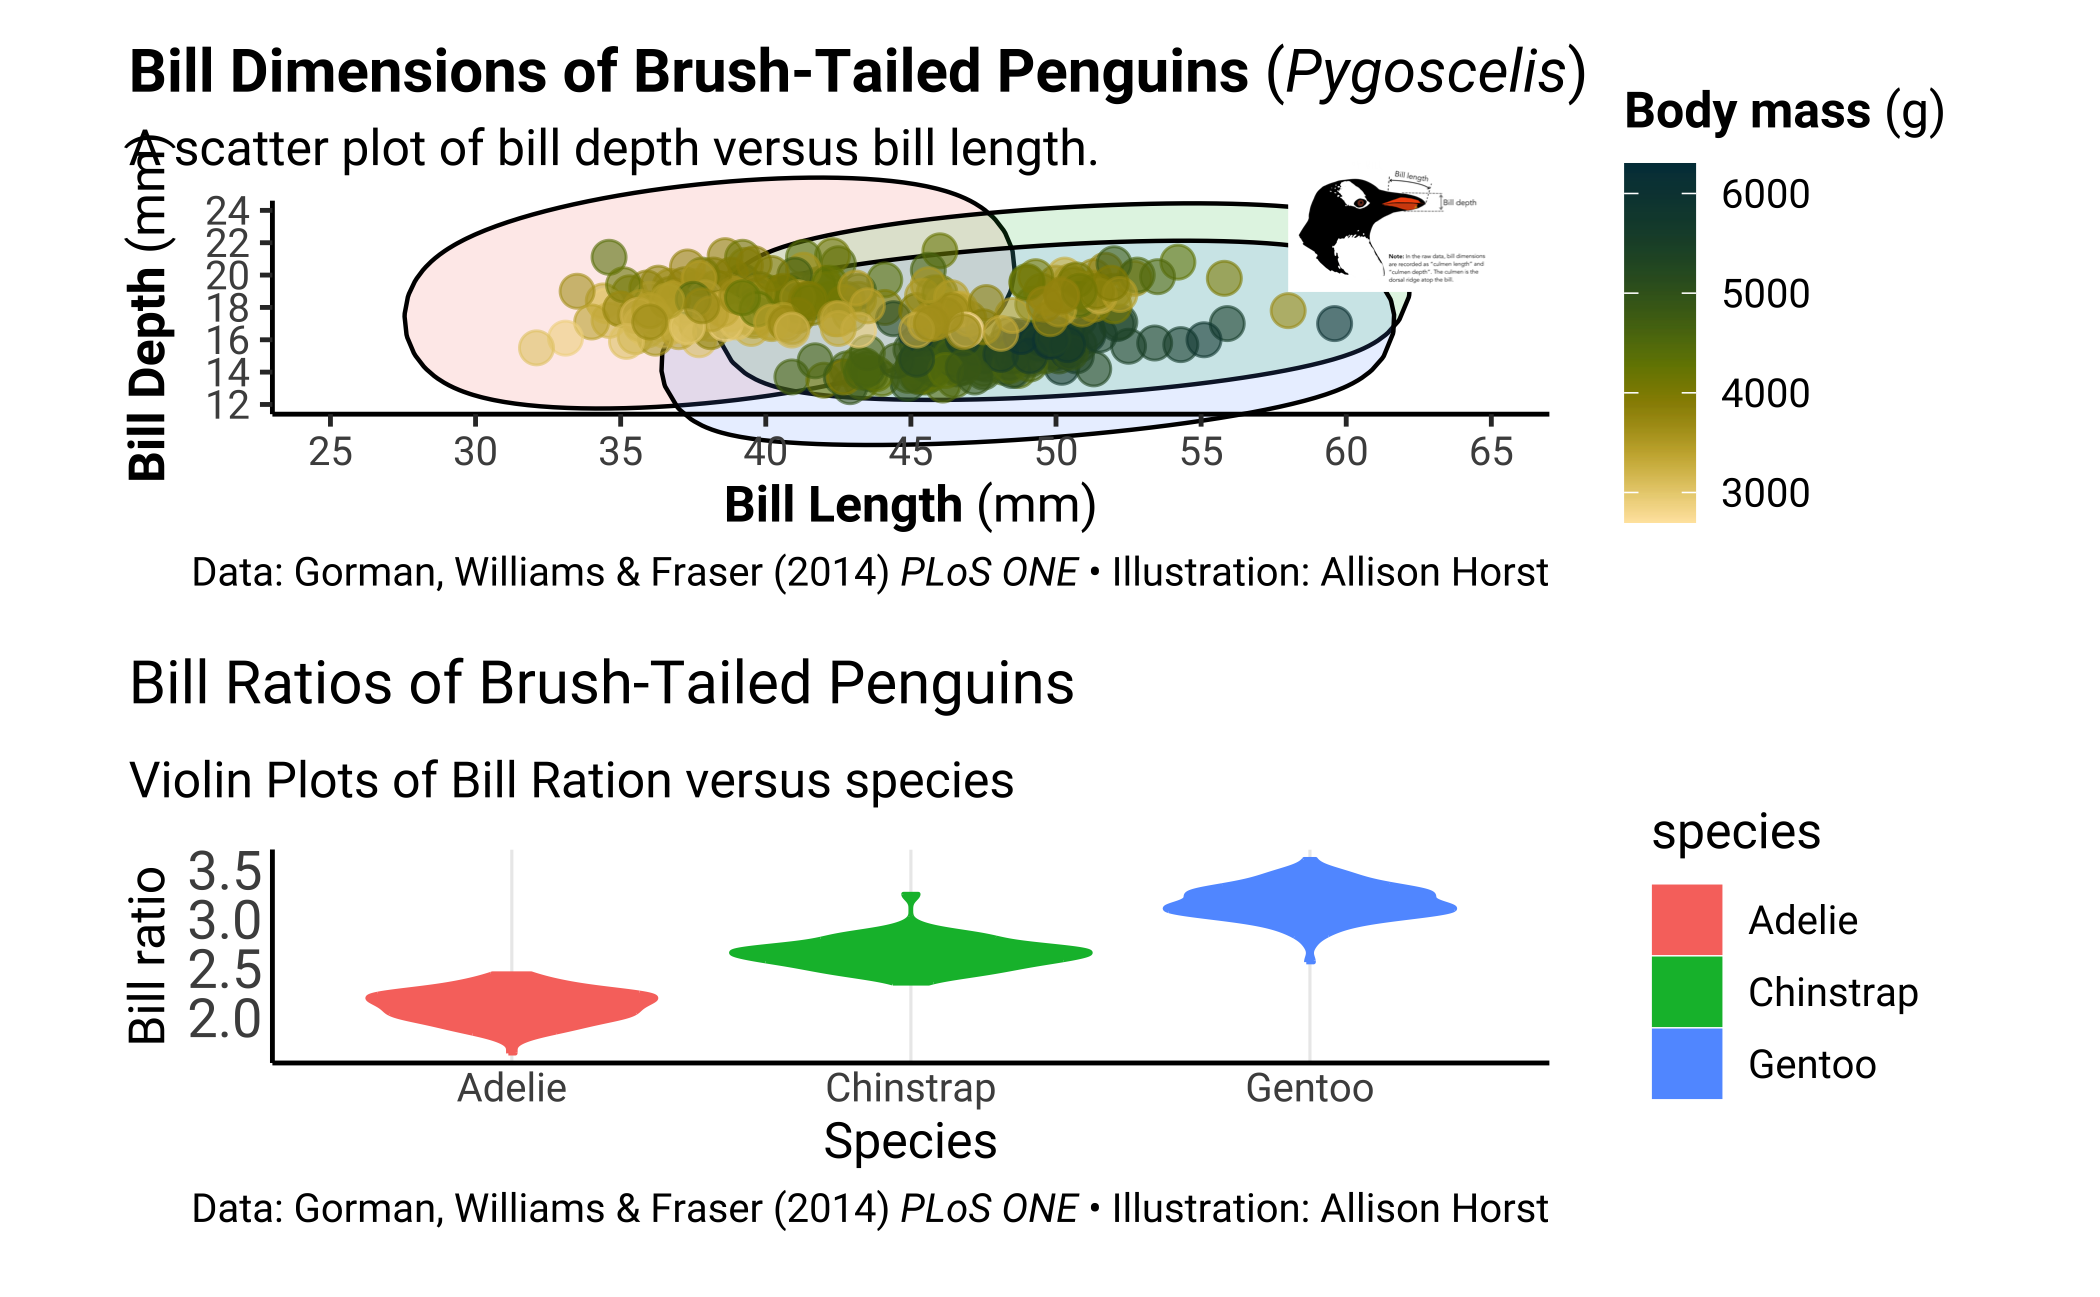 Bill Dimensions of Brush-Tailed Penguins (Pygoscelis)
A scatter plot of bill depth versus bill length.
Body mass (g)
6000
5000
4000
3000
Bill Depth (mm)
24
22
20
18
16
14
12
Bill length
Bill depth
Note: In the raw data, bill dimensions
are recorded as "culmen length" and
"culmen depth". The culmen is the
dorsal ridge atop the bill.
25 30 35 40 45 50 55 60 65
Bill Length (mm)
Data: Gorman, Williams & Fraser (2014) PLoS ONE • Illustration: Allison Horst
Bill Ratios of Brush-Tailed Penguins
Violin Plots of Bill Ration versus species
Bill ratio
3.5
3.0
2.5
2.0
species
Adelie
Chinstrap
Gentoo
Adelie Chinstrap Gentoo
Species
Data: Gorman, Williams & Fraser (2014) PLoS ONE • Illustration: Allison Horst